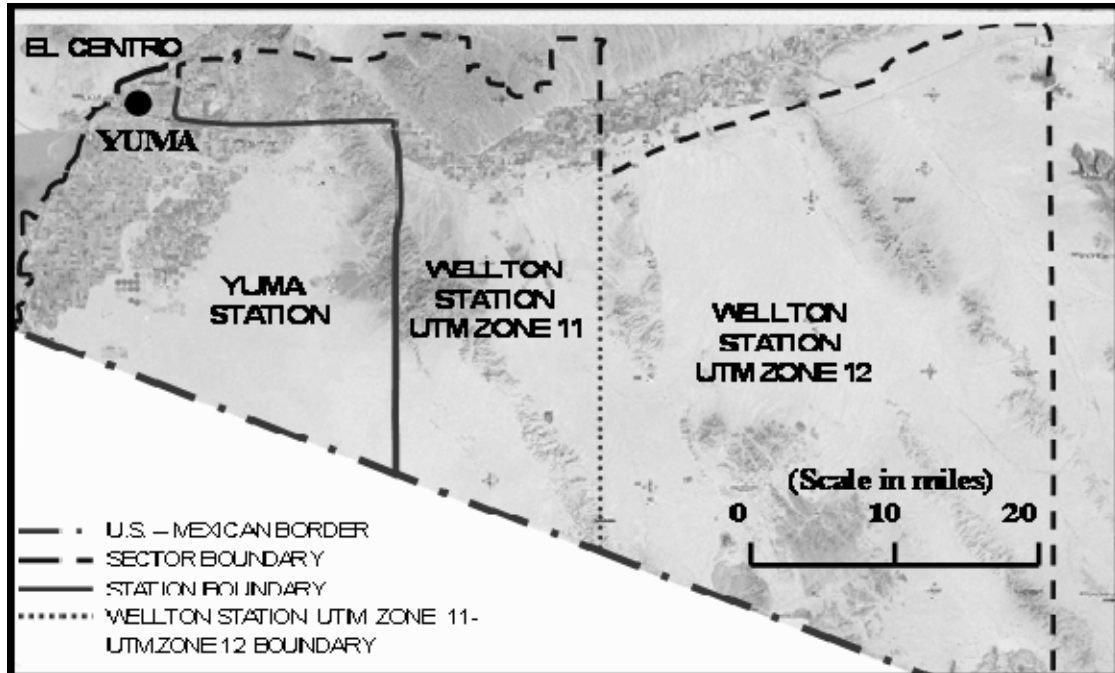 EL CENTRO
YUMA
YUMA
STATION
WELLTON
STATION
UTM ZONE 11
WELLTON
STATION
UTM ZONE 12
(Scale in miles)
0 10 20
U.S. – MEXICAN BORDER
SECTOR BOUNDARY
STATION BOUNDARY
WELLTON STATION UTM ZONE 11-
UTM ZONE 12 BOUNDARY